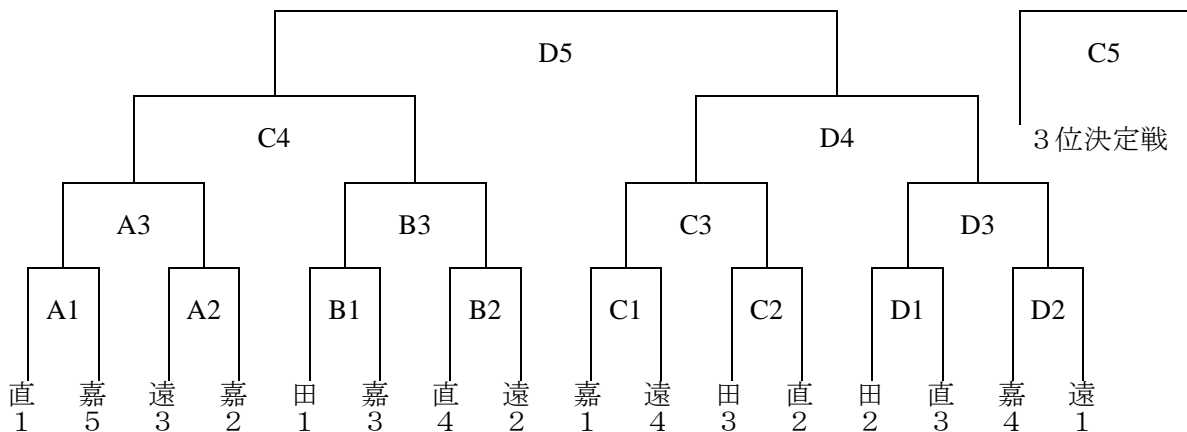 D5 C5
C4 D4 3位決定戦
A3 B3 C3 D3
A1 A2 B1 B2 C1 C2 D1 D2
直 嘉 遠 嘉 田 嘉 直 遠 嘉 遠 田 直 田 直 嘉 遠
1 5 3 2 1 3 4 2 1 4 3 2 2 3 4 1